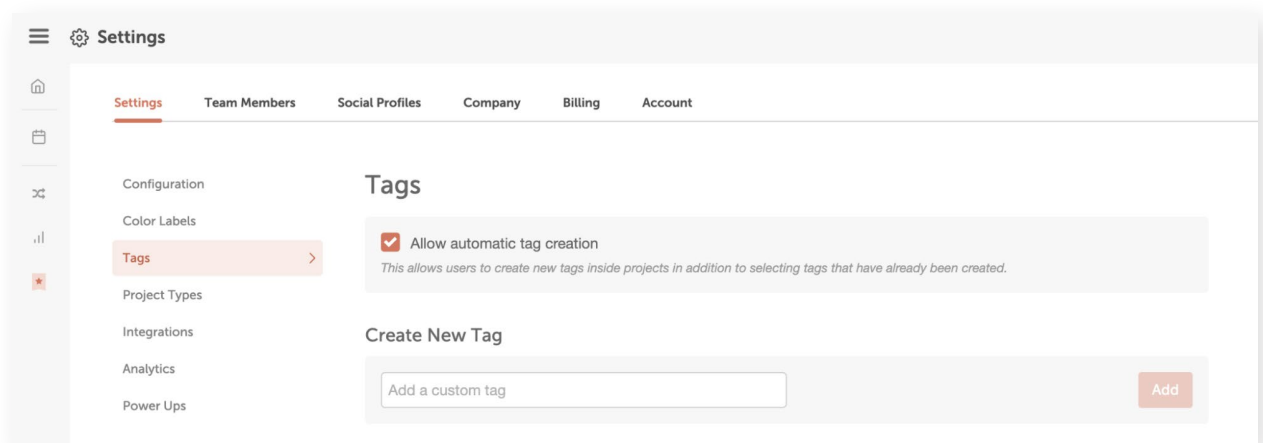 Settings
Settings Team Members Social Profiles Company Billing Account
Configuration
Color Labels
Tags
Project Types
Integrations
Analytics
Power Ups
Tags
Allow automatic tag creation
This allows users to create new tags inside projects in addition to selecting tags that have already been created.
Create New Tag
Add a custom tag Add